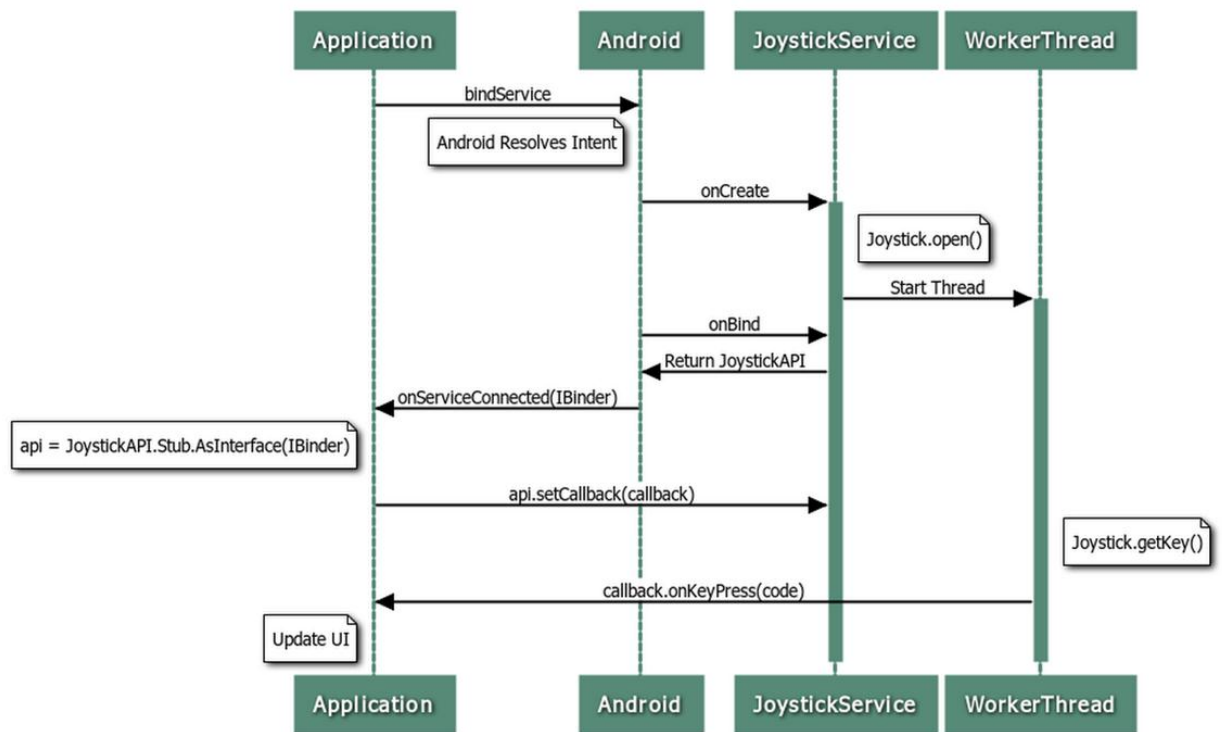 Application
Android
JoystickService
WorkerThread
bindService
Android Resolves Intent
onCreate
Joystick.open()
Start Thread
onBind
Return JoystickAPI
onServiceConnected(IBinder)
api = JoystickAPI.Stub.AsInterface(IBinder)
api.setCallback(callback)
Joystick.getKey()
callback.onKeyPress(code)
Update UI
Application
Android
JoystickService
WorkerThread